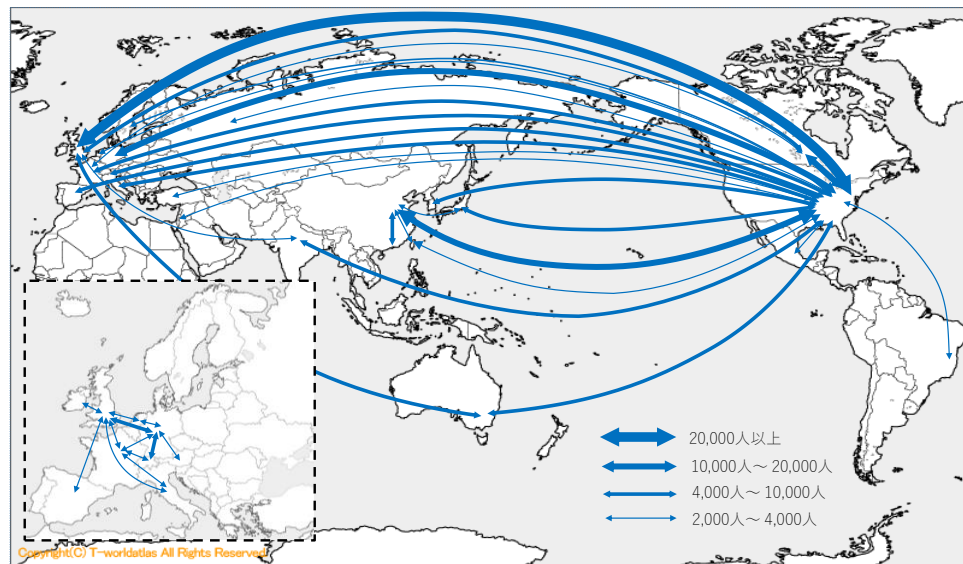 20,000人以上
10,000人～ 20,000人
4,000人～ 10,000人
2,000人～ 4,000人
Copyright(C) T-worldatlas All Rights Reserved!